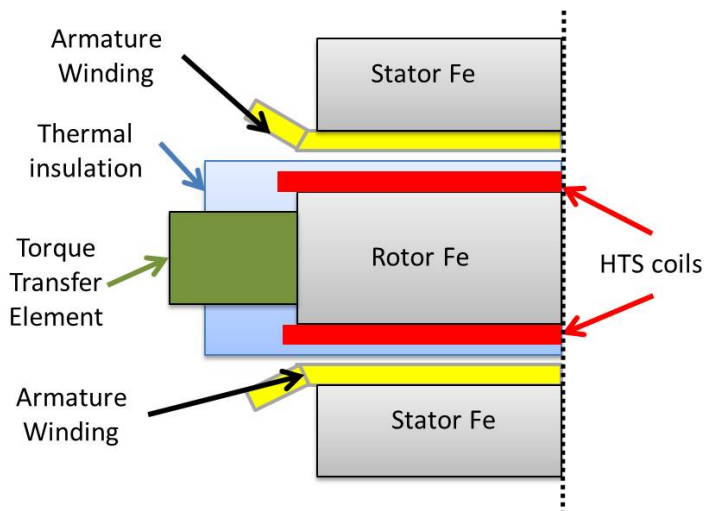 Armature
Winding
Stator Fe
Thermal
insulation
Torque
Transfer
Element
Rotor Fe
HTS coils
Armature
Winding
Stator Fe